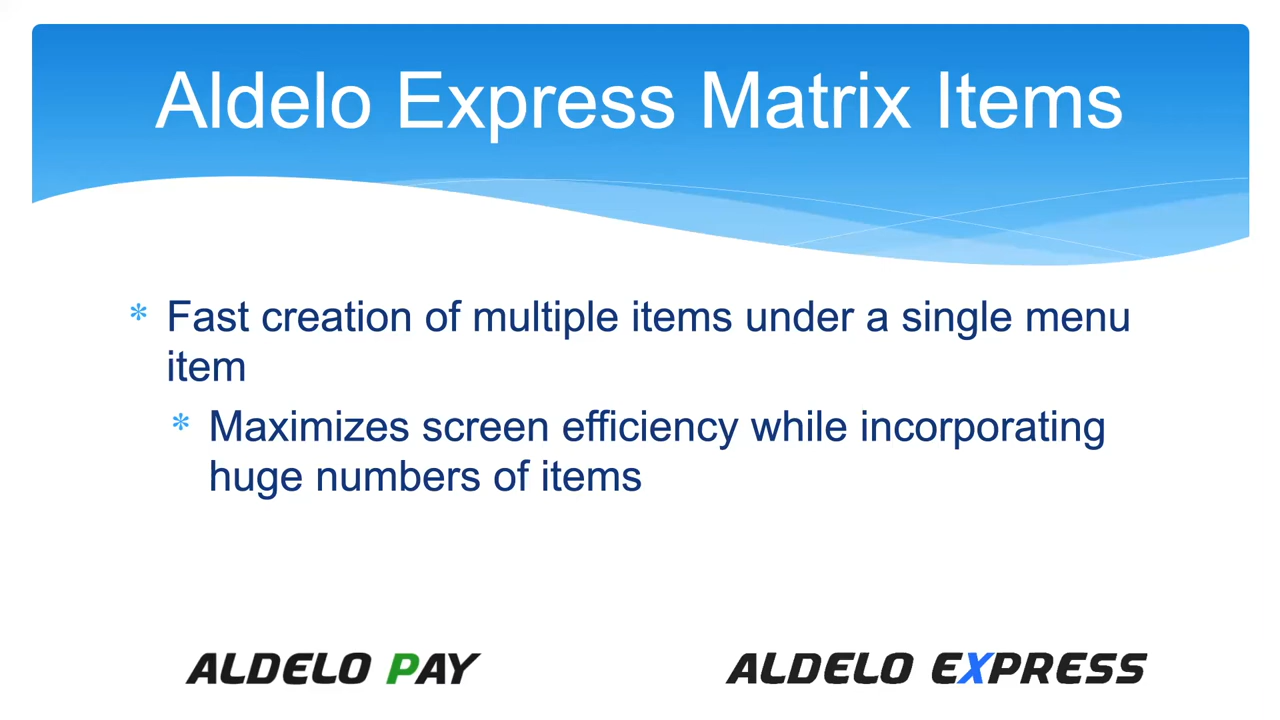 Aldelo Express Matrix Items
* Fast creation of multiple items under a single menu
item
* Maximizes screen efficiency while incorporating
huge numbers of items
ALDELO PAY
ALDELO EXPRESS